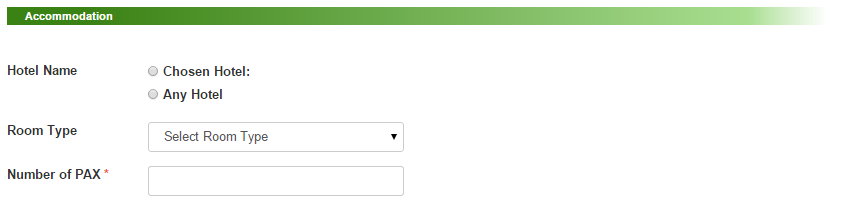 Accommodation
Hotel Name
Chosen Hotel:
Any Hotel
Room Type
Select Room Type
Number of PAX *